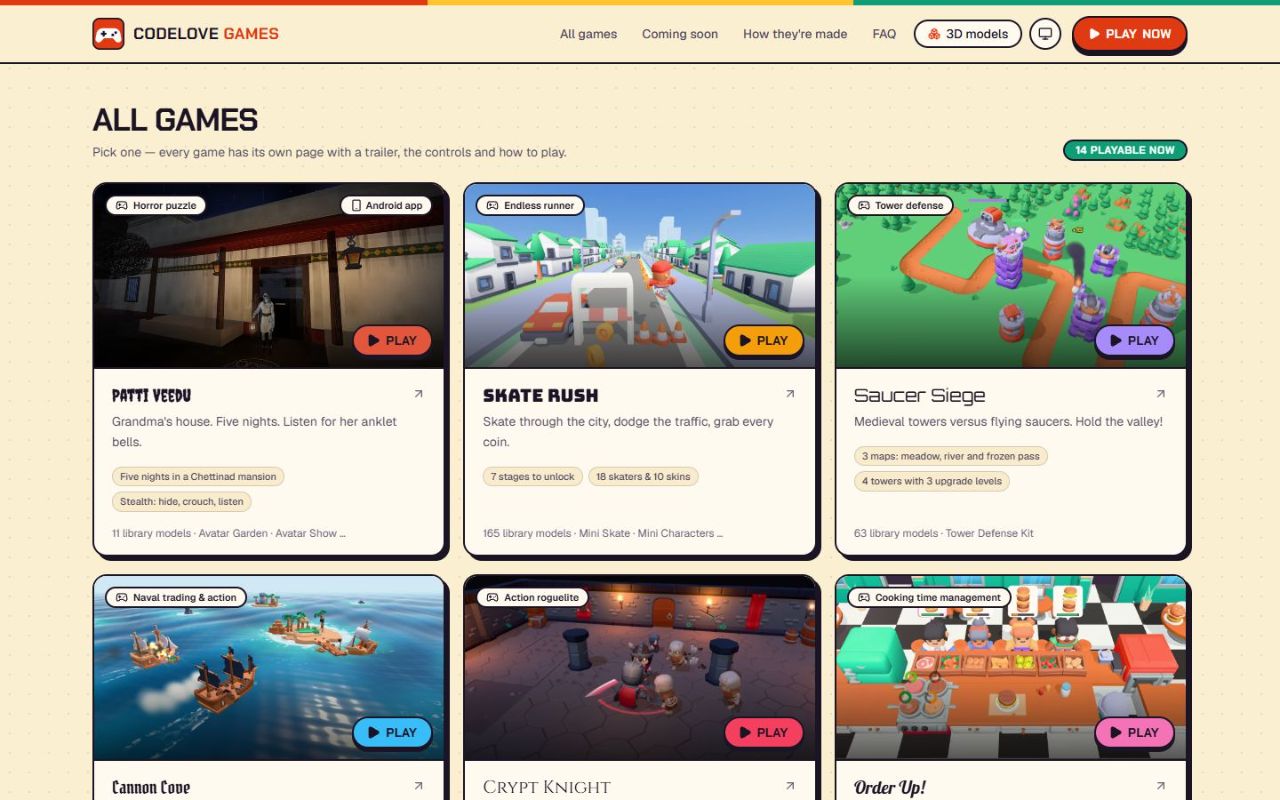 CODELOVE GAMES
All games
Coming soon
How they're made
FAQ
3D models
PLAY NOW
ALL GAMES
Pick one — every game has its own page with a trailer, the controls and how to play.
14 PLAYABLE NOW
Horror puzzle
Android app
PLAY
PATTI VEEDU
Grandma's house. Five nights. Listen for her anklet
bells.
Five nights in a Chettinad mansion
Stealth: hide, crouch, listen
11 library models · Avatar Garden · Avatar Show ...
Endless runner
PLAY
SKATE RUSH
Skate through the city, dodge the traffic, grab every
coin.
7 stages to unlock
18 skaters & 10 skins
165 library models · Mini Skate · Mini Characters ...
Tower defense
PLAY
Saucer Siege
Medieval towers versus flying saucers. Hold the valley!
3 maps: meadow, river and frozen pass
4 towers with 3 upgrade levels
63 library models · Tower Defense Kit
Naval trading & action
PLAY
Cannon Cove
Action roguelite
PLAY
Crypt Knight
Cooking time management
PLAY
Order Up!